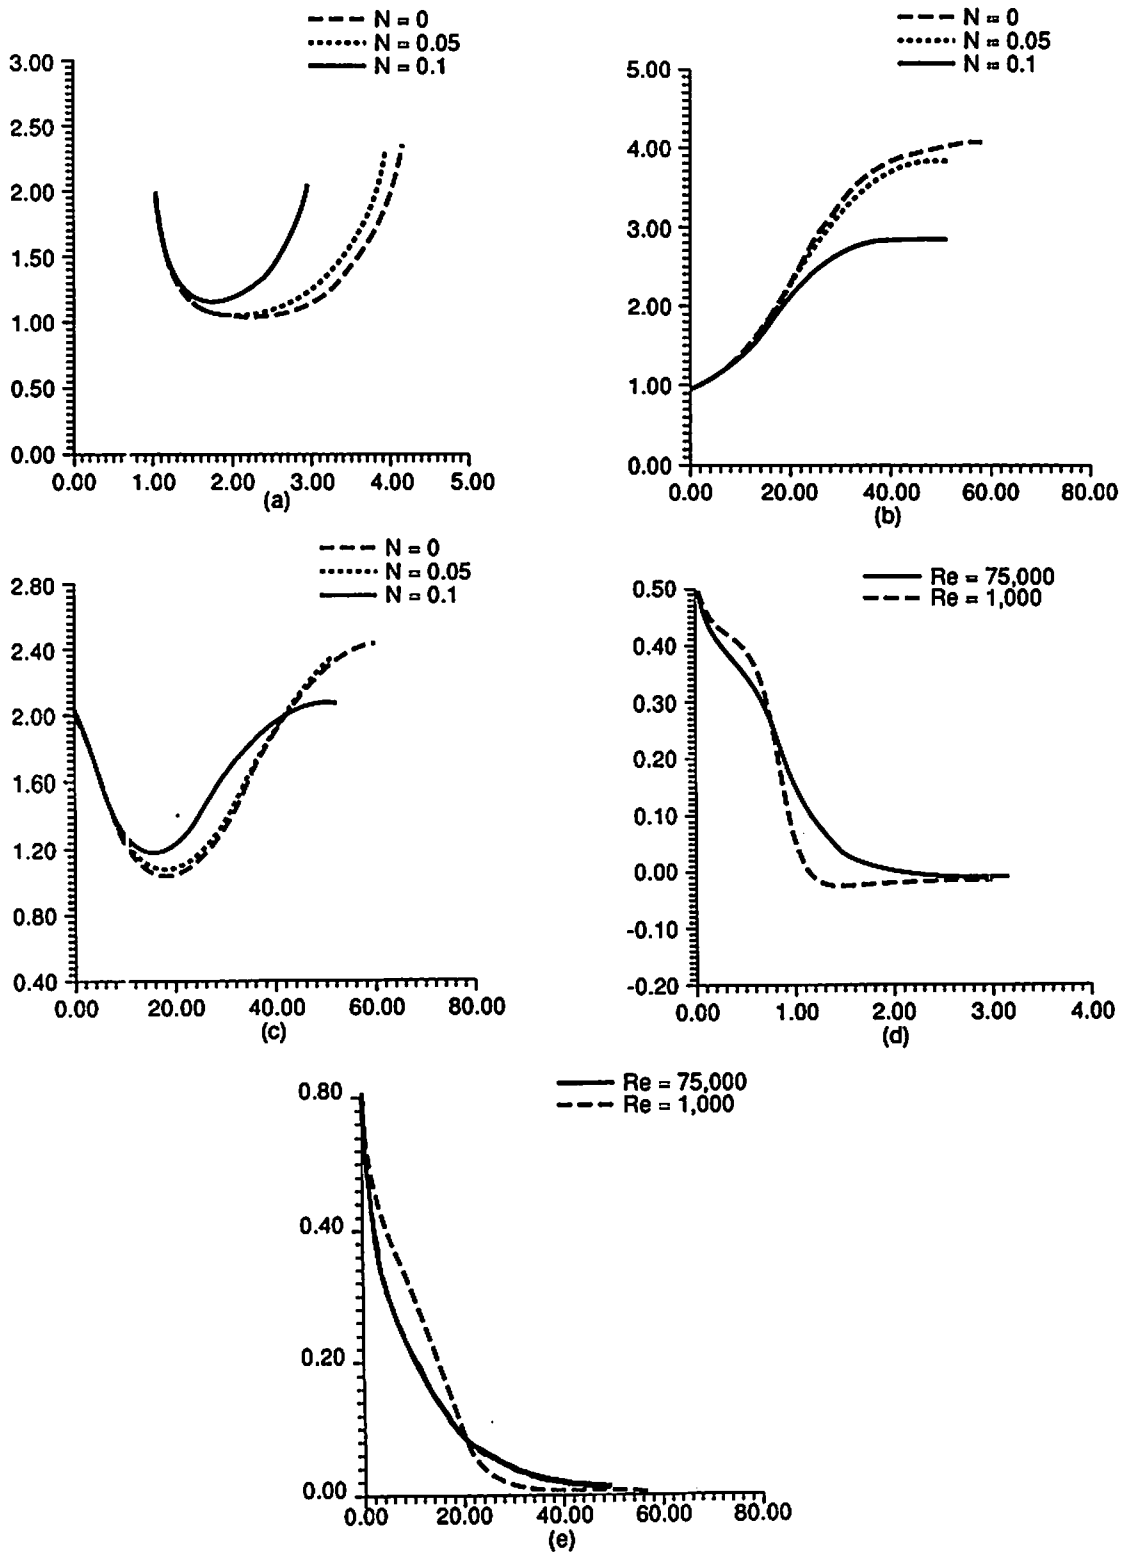 N = 0
N = 0.05
N = 0.1
3.00
2.50
2.00
1.50
1.00
0.50
0.00
0.00 1.00 2.00 3.00 4.00 5.00
(a)
N = 0
N = 0.05
N = 0.1
5.00
4.00
3.00
2.00
1.00
0.00
0.00 20.00 40.00 60.00 80.00
(b)
N = 0
N = 0.05
N = 0.1
2.80
2.40
2.00
1.60
1.20
0.80
0.40
0.00 20.00 40.00 60.00 80.00
(c)
Re = 75,000
Re = 1,000
0.50
0.40
0.30
0.20
0.10
0.00
-0.10
-0.20
0.00 1.00 2.00 3.00 4.00
(d)
Re = 75,000
Re = 1,000
0.80
0.40
0.20
0.00
0.00 20.00 40.00 60.00 80.00
(e)